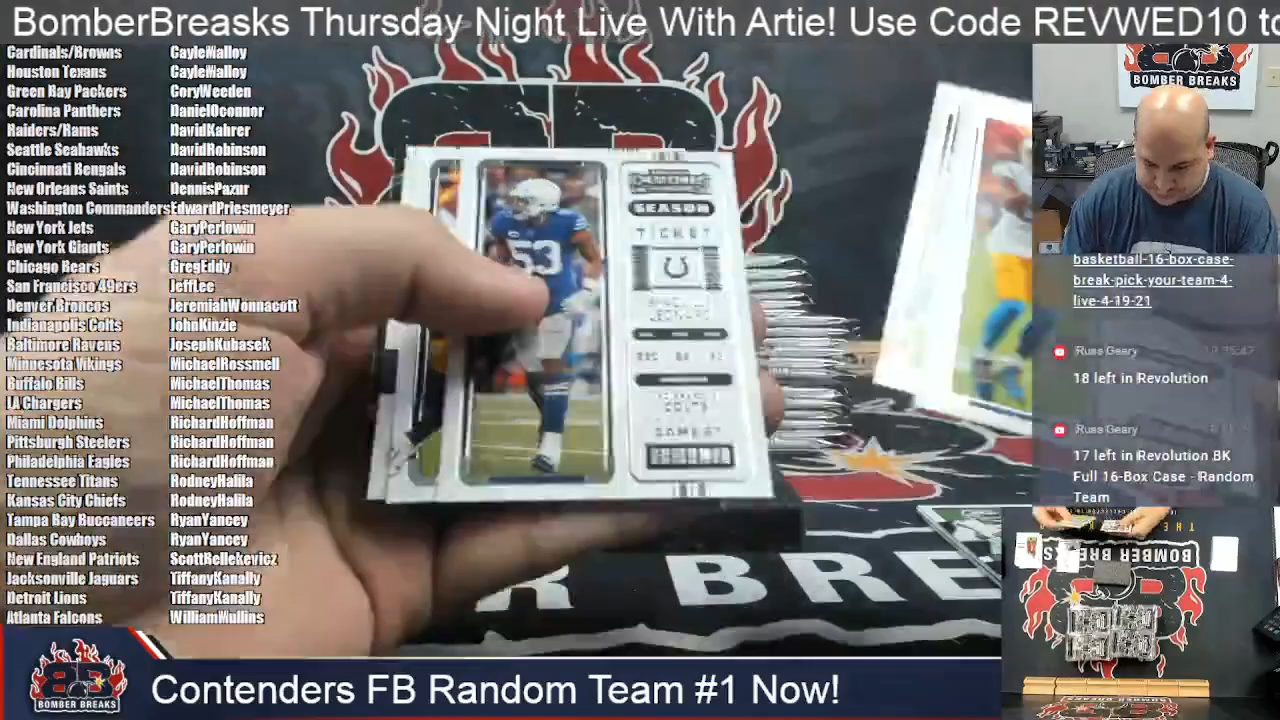 BomberBreasks Thursday Night Live With Artie! Use Code REVWED10 to
Cardinals/Browns CayleMalloy
Houston Texans CayleMalloy
Green Bay Packers CoryWeeden
Carolina Panthers DanielOconnor
Raiders/Rams DavidKahrer
Seattle Seahawks DavidRobinson
Cincinnati Bengals DavidRobinson
New Orleans Saints DennisPazur
Washington Commanders EdwardPriesmeyer
New York Jets GaryPerlowin
New York Giants GaryPerlowin
Chicago Bears GregEddy
San Francisco 49ers JeffLee
Denver Broncos JeremiahWonnacott
Indianapolis Colts JohnKinzie
Baltimore Ravens JosephKubasek
Minnesota Vikings MichaelRossmell
Buffalo Bills MichaelThomas
LA Chargers MichaelThomas
Miami Dolphins RichardHoffman
Pittsburgh Steelers RichardHoffman
Philadelphia Eagles RichardHoffman
Tennessee Titans RodneyHalila
Kansas City Chiefs RodneyHalila
Tampa Bay Buccaneers RyanYancey
Dallas Cowboys RyanYancey
New England Patriots ScottBellekevicz
Jacksonville Jaguars TiffanyKanally
Detroit Lions TiffanyKanally
Atlanta Falcons WilliamMullins
53
SEASON
TICKET
R BRE
BOMBER BREAKS
basketball-16-box-case-
break-pick-your-team-4-
live-4-19-21
Russ Geary
18 left in Revolution
Russ Geary
17 left in Revolution BK
Full 16-Box Case - Random
Team
BOMBER BREAKS
BOMBER BREAKS
Contenders FB Random Team #1 Now!